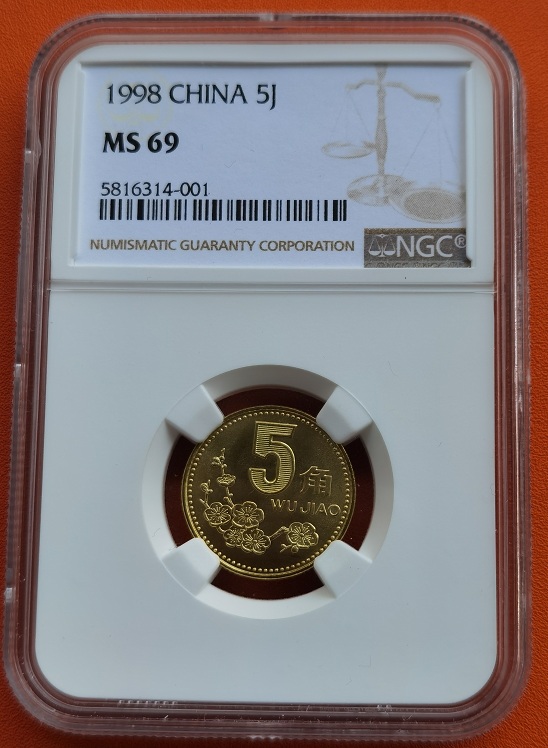 1998 CHINA 5J
MS 69
5816314-001
NUMISMATIC GUARANTY CORPORATION
NGC®
5角
WU JIAO